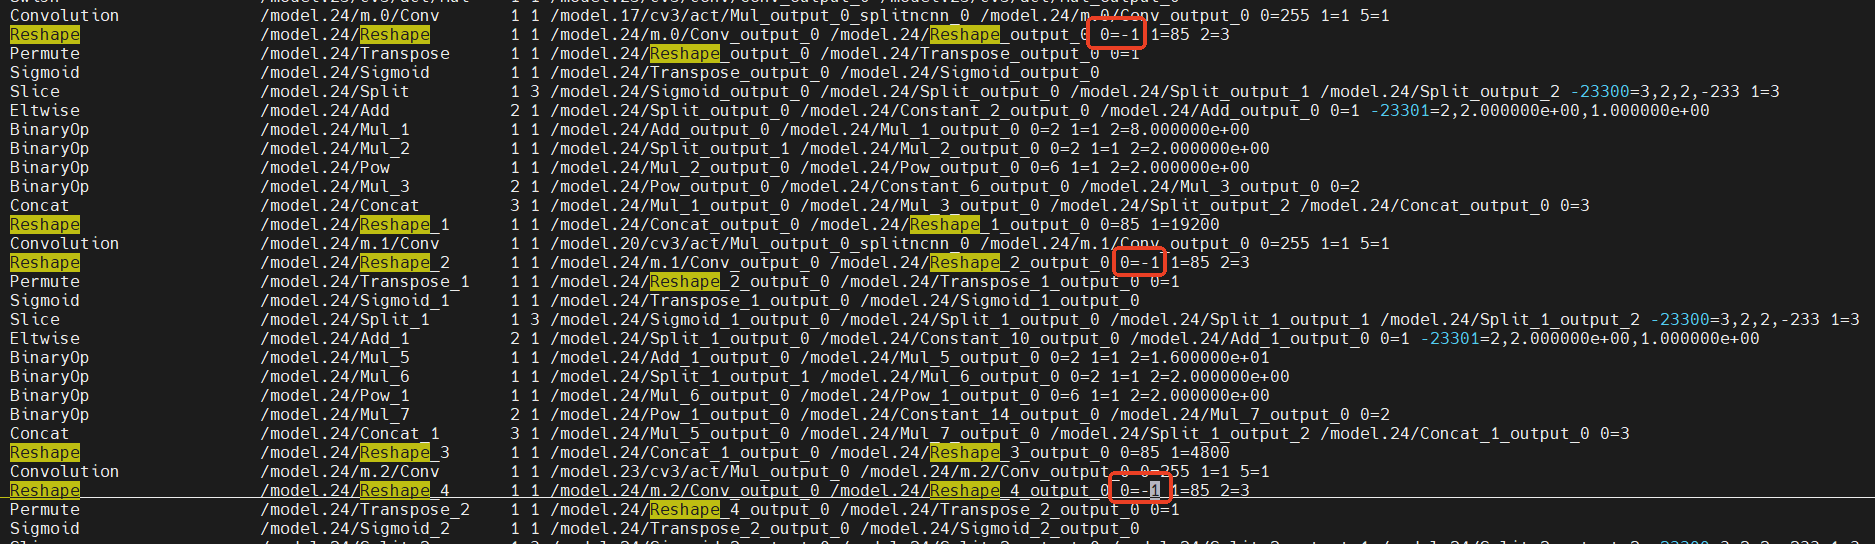 Convolution /model.24/m.0/Conv 1 1 /model.17/cv3/act/Mul_output_0_splitncnn_0 /model.24/m.0/Conv_output_0 0=255 1=1 5=1
Reshape /model.24/Reshape 1 1 /model.24/m.0/Conv_output_0 /model.24/Reshape_output_0 0=-1 1=85 2=3
Permute /model.24/Transpose 1 1 /model.24/Reshape_output_0 /model.24/Transpose_output_0 0=1
Sigmoid /model.24/Sigmoid 1 1 /model.24/Transpose_output_0 /model.24/Sigmoid_output_0
Slice /model.24/Split 1 3 /model.24/Sigmoid_output_0 /model.24/Split_output_0 /model.24/Split_output_1 /model.24/Split_output_2 -23300=3,2,2,-233 1=3
Eltwise /model.24/Add 2 1 /model.24/Split_output_0 /model.24/Constant_2_output_0 /model.24/Add_output_0 0=1 -23301=2,2.000000e+00,1.000000e+00
BinaryOp /model.24/Mul_1 1 1 /model.24/Add_output_0 /model.24/Mul_1_output_0 0=2 1=1 2=8.000000e+00
BinaryOp /model.24/Mul_2 1 1 /model.24/Split_output_1 /model.24/Mul_2_output_0 0=2 1=1 2=2.000000e+00
BinaryOp /model.24/Pow 1 1 /model.24/Mul_2_output_0 /model.24/Pow_output_0 0=6 1=1 2=2.000000e+00
BinaryOp /model.24/Mul_3 2 1 /model.24/Pow_output_0 /model.24/Constant_6_output_0 /model.24/Mul_3_output_0 0=2
Concat /model.24/Concat 3 1 /model.24/Mul_1_output_0 /model.24/Mul_3_output_0 /model.24/Split_output_2 /model.24/Concat_output_0 0=3
Reshape /model.24/Reshape_1 1 1 /model.24/Concat_output_0 /model.24/Reshape_1_output_0 0=85 1=19200
Convolution /model.24/m.1/Conv 1 1 /model.20/cv3/act/Mul_output_0_splitncnn_0 /model.24/m.1/Conv_output_0 0=255 1=1 5=1
Reshape /model.24/Reshape_2 1 1 /model.24/m.1/Conv_output_0 /model.24/Reshape_2_output_0 0=-1 1=85 2=3
Permute /model.24/Transpose_1 1 1 /model.24/Reshape_2_output_0 /model.24/Transpose_1_output_0 0=1
Sigmoid /model.24/Sigmoid_1 1 1 /model.24/Transpose_1_output_0 /model.24/Sigmoid_1_output_0
Slice /model.24/Split_1 1 3 /model.24/Sigmoid_1_output_0 /model.24/Split_1_output_0 /model.24/Split_1_output_1 /model.24/Split_1_output_2 -23300=3,2,2,-233 1=3
Eltwise /model.24/Add_1 2 1 /model.24/Split_1_output_0 /model.24/Constant_10_output_0 /model.24/Add_1_output_0 0=1 -23301=2,2.000000e+00,1.000000e+00
BinaryOp /model.24/Mul_5 1 1 /model.24/Add_1_output_0 /model.24/Mul_5_output_0 0=2 1=1 2=1.600000e+01
BinaryOp /model.24/Mul_6 1 1 /model.24/Split_1_output_1 /model.24/Mul_6_output_0 0=2 1=1 2=2.000000e+00
BinaryOp /model.24/Pow_1 1 1 /model.24/Mul_6_output_0 /model.24/Pow_1_output_0 0=6 1=1 2=2.000000e+00
BinaryOp /model.24/Mul_7 2 1 /model.24/Pow_1_output_0 /model.24/Constant_14_output_0 /model.24/Mul_7_output_0 0=2
Concat /model.24/Concat_1 3 1 /model.24/Mul_5_output_0 /model.24/Mul_7_output_0 /model.24/Split_1_output_2 /model.24/Concat_1_output_0 0=3
Reshape /model.24/Reshape_3 1 1 /model.24/Concat_1_output_0 /model.24/Reshape_3_output_0 0=85 1=4800
Convolution /model.24/m.2/Conv 1 1 /model.23/cv3/act/Mul_output_0 /model.24/m.2/Conv_output_0 0=255 1=1 5=1
Reshape /model.24/Reshape_4 1 1 /model.24/m.2/Conv_output_0 /model.24/Reshape_4_output_0 0=-1 1=85 2=3
Permute /model.24/Transpose_2 1 1 /model.24/Reshape_4_output_0 /model.24/Transpose_2_output_0 0=1
Sigmoid /model.24/Sigmoid_2 1 1 /model.24/Transpose_2_output_0 /model.24/Sigmoid_2_output_0